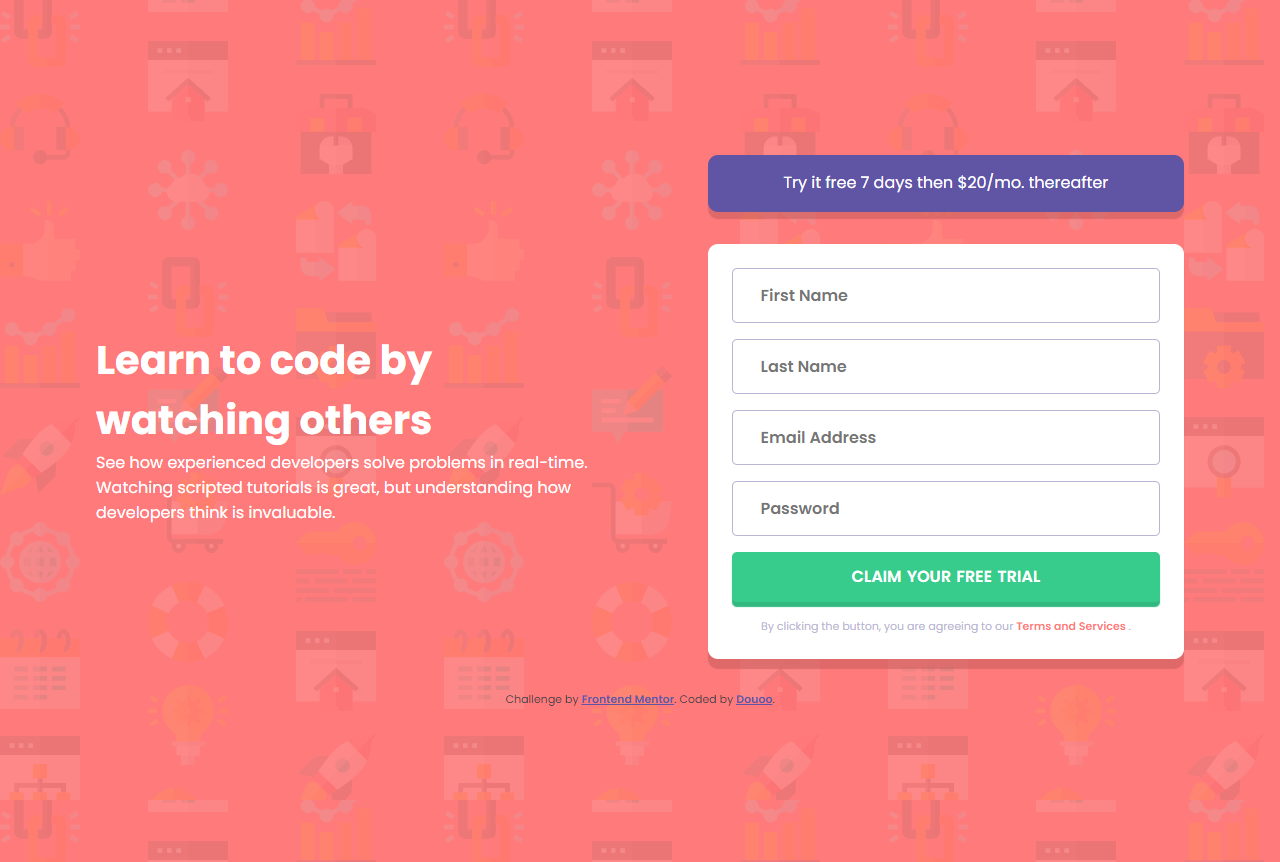 Learn to code by
watching others
See how experienced developers solve problems in real-time.
Watching scripted tutorials is great, but understanding how
developers think is invaluable.
Try it free 7 days then $20/mo. thereafter
First Name
Last Name
Email Address
Password
CLAIM YOUR FREE TRIAL
By clicking the button, you are agreeing to our Terms and Services .
Challenge by Frontend Mentor. Coded by Douoo.